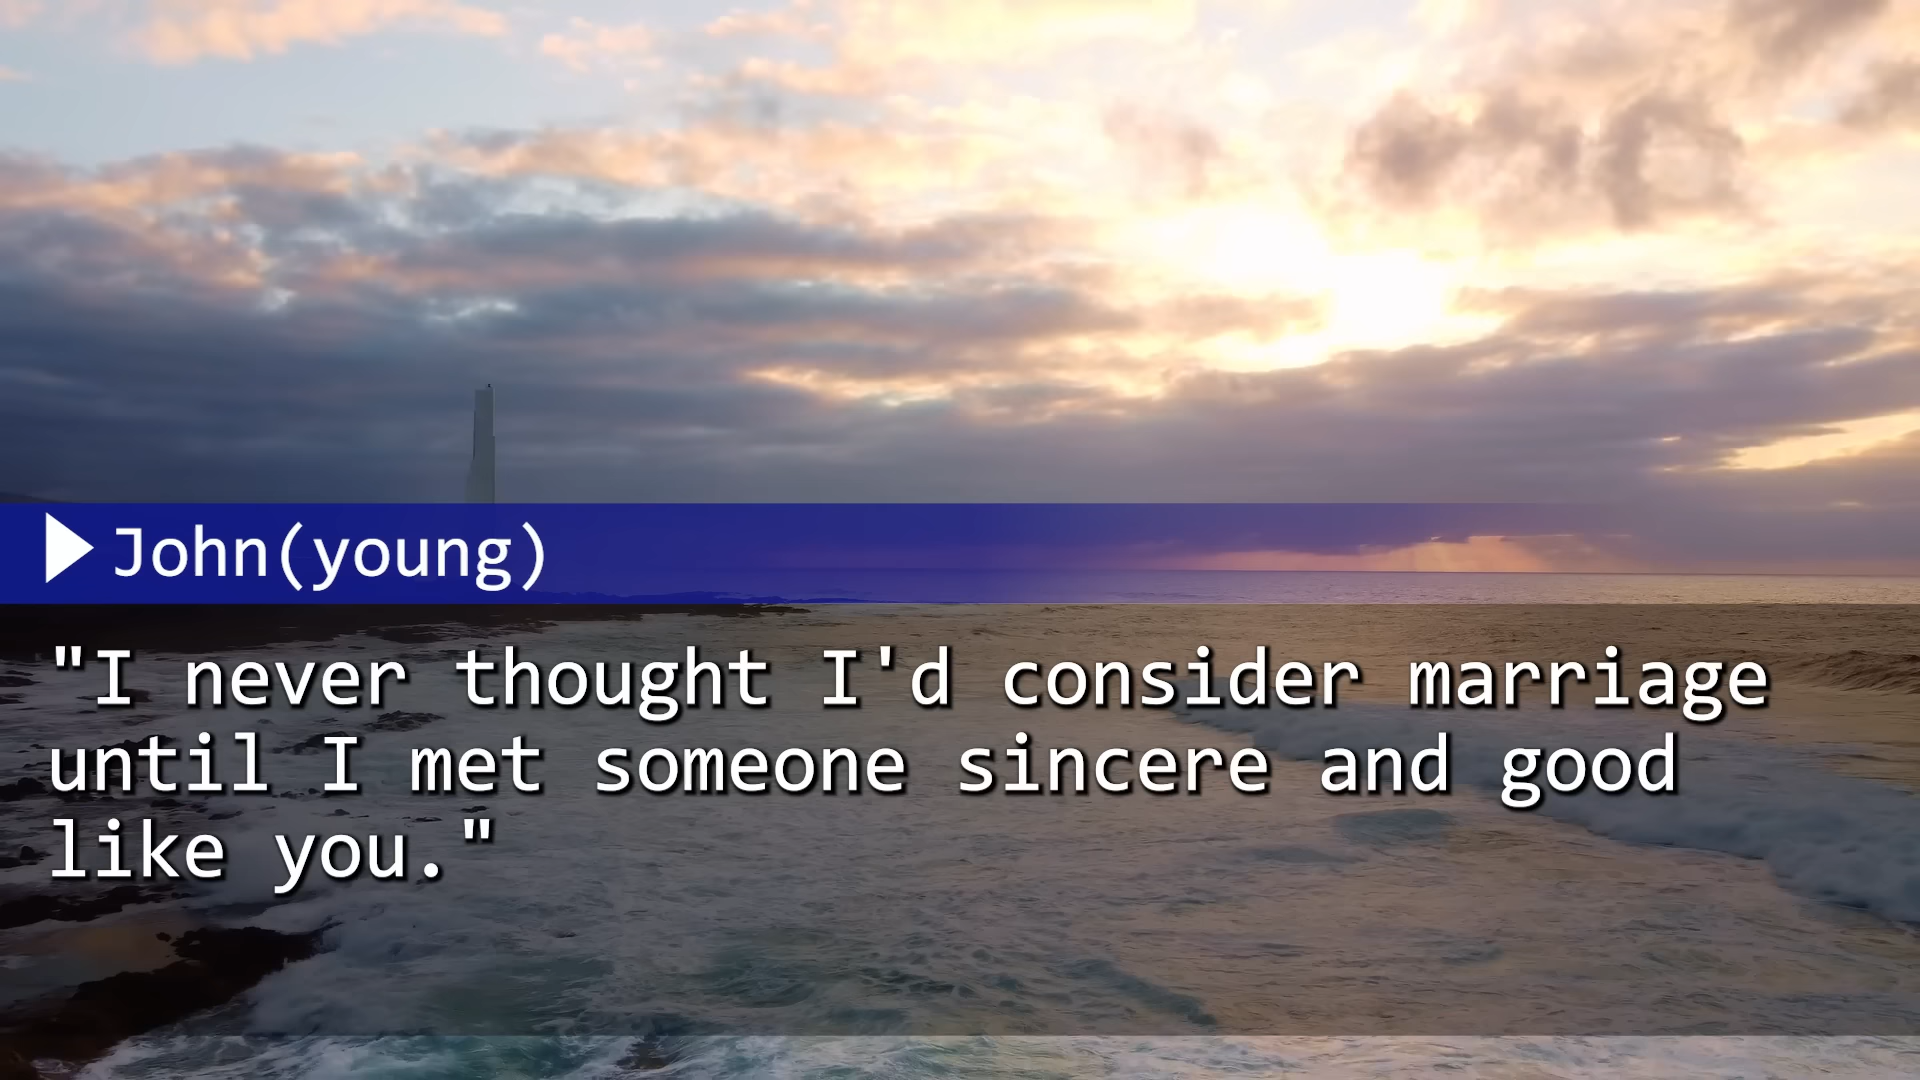 John(young)
"I never thought I'd consider marriage
until I met someone sincere and good
like you."